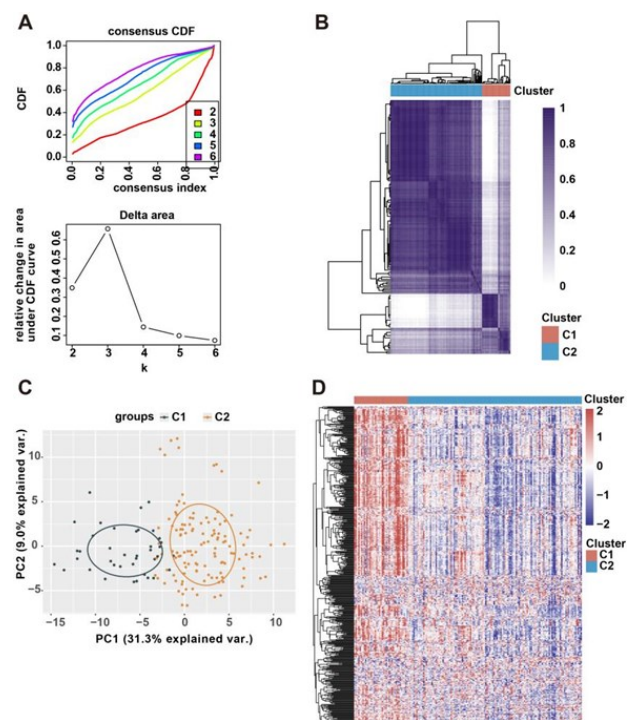 A
consensus CDF
CDF
1.0
0.8
0.6
0.4
0.2
0.0
2
3
4
5
6
0.0
0.2
0.4
0.6
0.8
1.0
consensus index
Delta area
relative change in area
under CDF curve
0.6
0.5
0.4
0.3
0.2
0.1
2 3 4 5 6
k
B
Cluster
1
0.8
0.6
0.4
0.2
0
Cluster
C1
C2
C
groups C1 C2
PC2 (9.0% explained var.)
10
5
0
−5
−15 −10 −5 0 5 10
PC1 (31.3% explained var.)
D
Cluster
2
1
0
−1
−2
Cluster
C1
C2